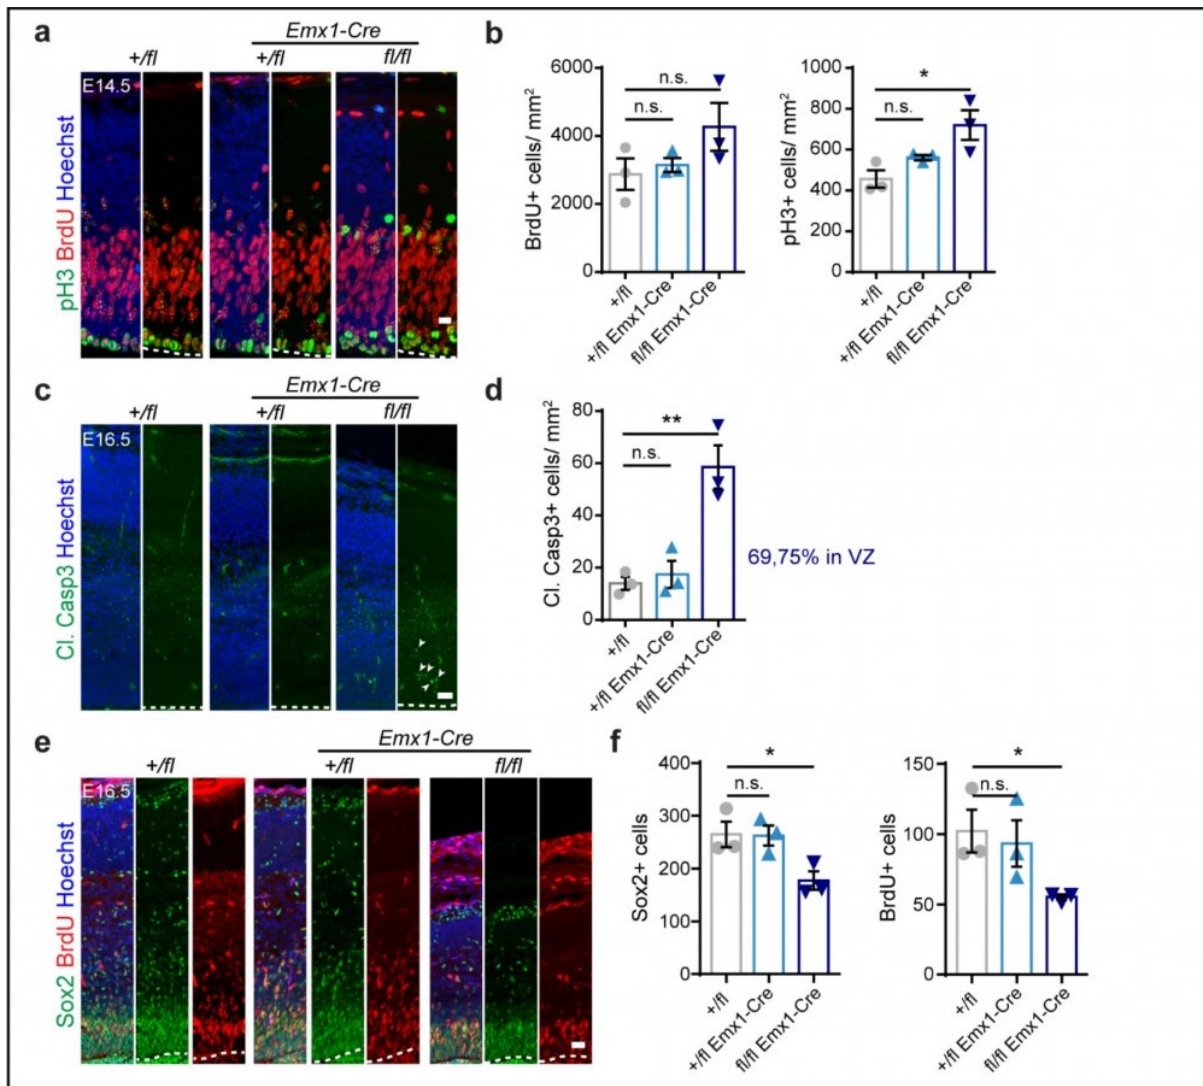 a
Emx1-Cre
+/fl +/fl fl/fl
E14.5
pH3 BrdU Hoechst
b
BrdU+ cells/ mm²
6000
4000
2000
0
n.s.
n.s.
+/fl
+/fl Emx1-Cre
fl/fl Emx1-Cre
pH3+ cells/ mm²
1000
800
600
400
200
0
*
n.s.
+/fl
+/fl Emx1-Cre
fl/fl Emx1-Cre
c
Emx1-Cre
+/fl +/fl fl/fl
E16.5
Cl. Casp3 Hoechst
d
Cl. Casp3+ cells/ mm²
80
60
40
20
0
**
n.s.
69,75% in VZ
+/fl
+/fl Emx1-Cre
fl/fl Emx1-Cre
e
Emx1-Cre
+/fl +/fl fl/fl
E16.5
Sox2 BrdU Hoechst
f
Sox2+ cells
400
300
200
100
0
*
n.s.
+/fl
+/fl Emx1-Cre
fl/fl Emx1-Cre
BrdU+ cells
150
100
50
0
*
n.s.
+/fl
+/fl Emx1-Cre
fl/fl Emx1-Cre